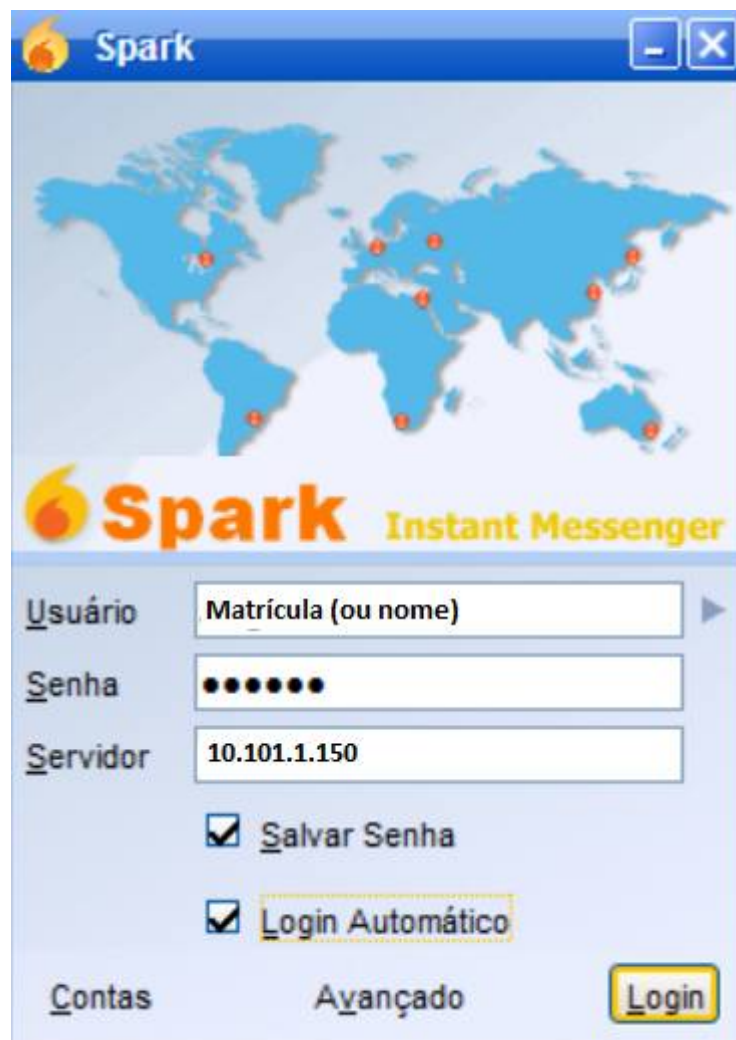 Spark
Spark Instant Messenger
Usuário Matrícula (ou nome)
Senha ●●●●●●
Servidor 10.101.1.150
Salvar Senha
Login Automático
Contas Avançado Login